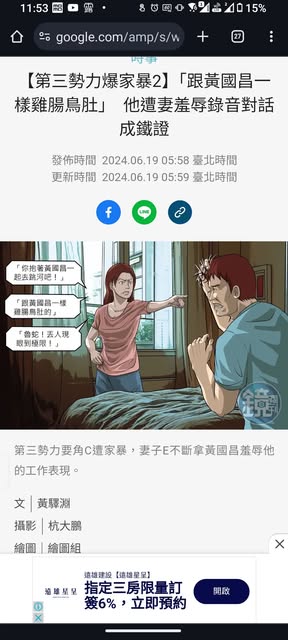 11:53
15%
google.com/amp/s/w
27
時事
【第三勢力爆家暴2】「跟黃國昌一
樣雞腸鳥肚」 他遭妻羞辱錄音對話
成鐵證
發佈時間 2024.06.19 05:58 臺北時間
更新時間 2024.06.19 05:59 臺北時間
LINE
「你抱著黃國昌一
起去跳河吧！」
「跟黃國昌一樣
雞腸鳥肚的」
「魯蛇！丟人現
眼到極限！」
鏡
第三勢力要角C遭家暴，妻子E不斷拿黃國昌羞辱他
的工作表現。
文｜黃驛淵
攝影｜杭大鵬
繪圖｜繪圖組
遠雄星呈
遠雄建設【遠雄星呈】
指定三房限量訂
簽6%，立即預約
開啟